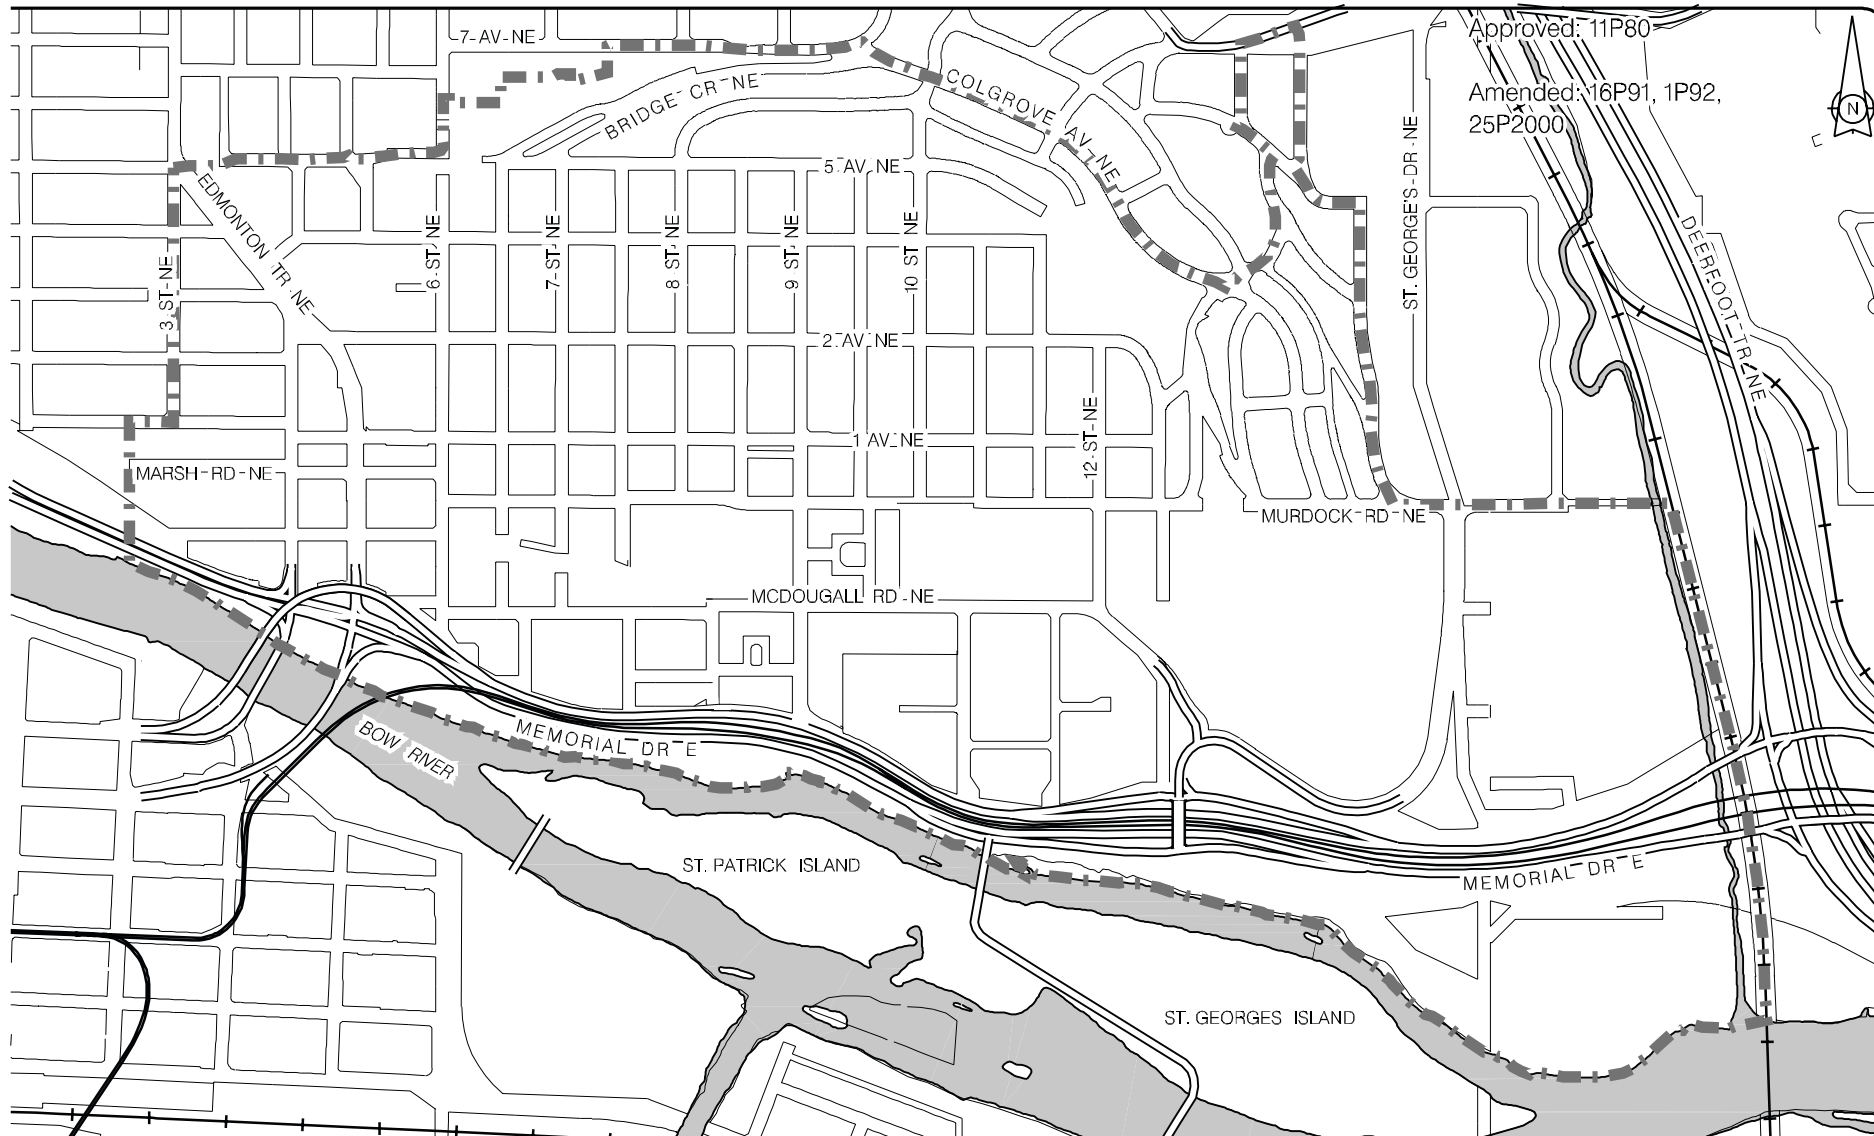 Approved: 11P80
Amended: 16P91, 1P92,
25P2000
N
7 AV NE
BRIDGE CR NE
COLGROVE AV NE
5 AV NE
EDMONTON TR NE
3 ST NE
6 ST NE
7 ST NE
8 ST NE
9 ST NE
10 ST NE
ST. GEORGE'S DR NE
DEERFOOT TR NE
2 AV NE
1 AV NE
12 ST NE
MARSH RD NE
MURDOCK RD NE
MCDOUGALL RD NE
BOW RIVER
MEMORIAL DR E
ST. PATRICK ISLAND
MEMORIAL DR E
ST. GEORGES ISLAND